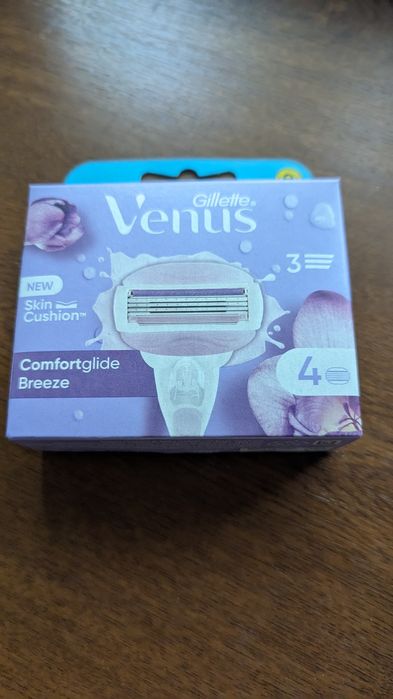 Gillette®
Venus
3
NEW
Skin
Cushion™
Comfortglide
Breeze
4